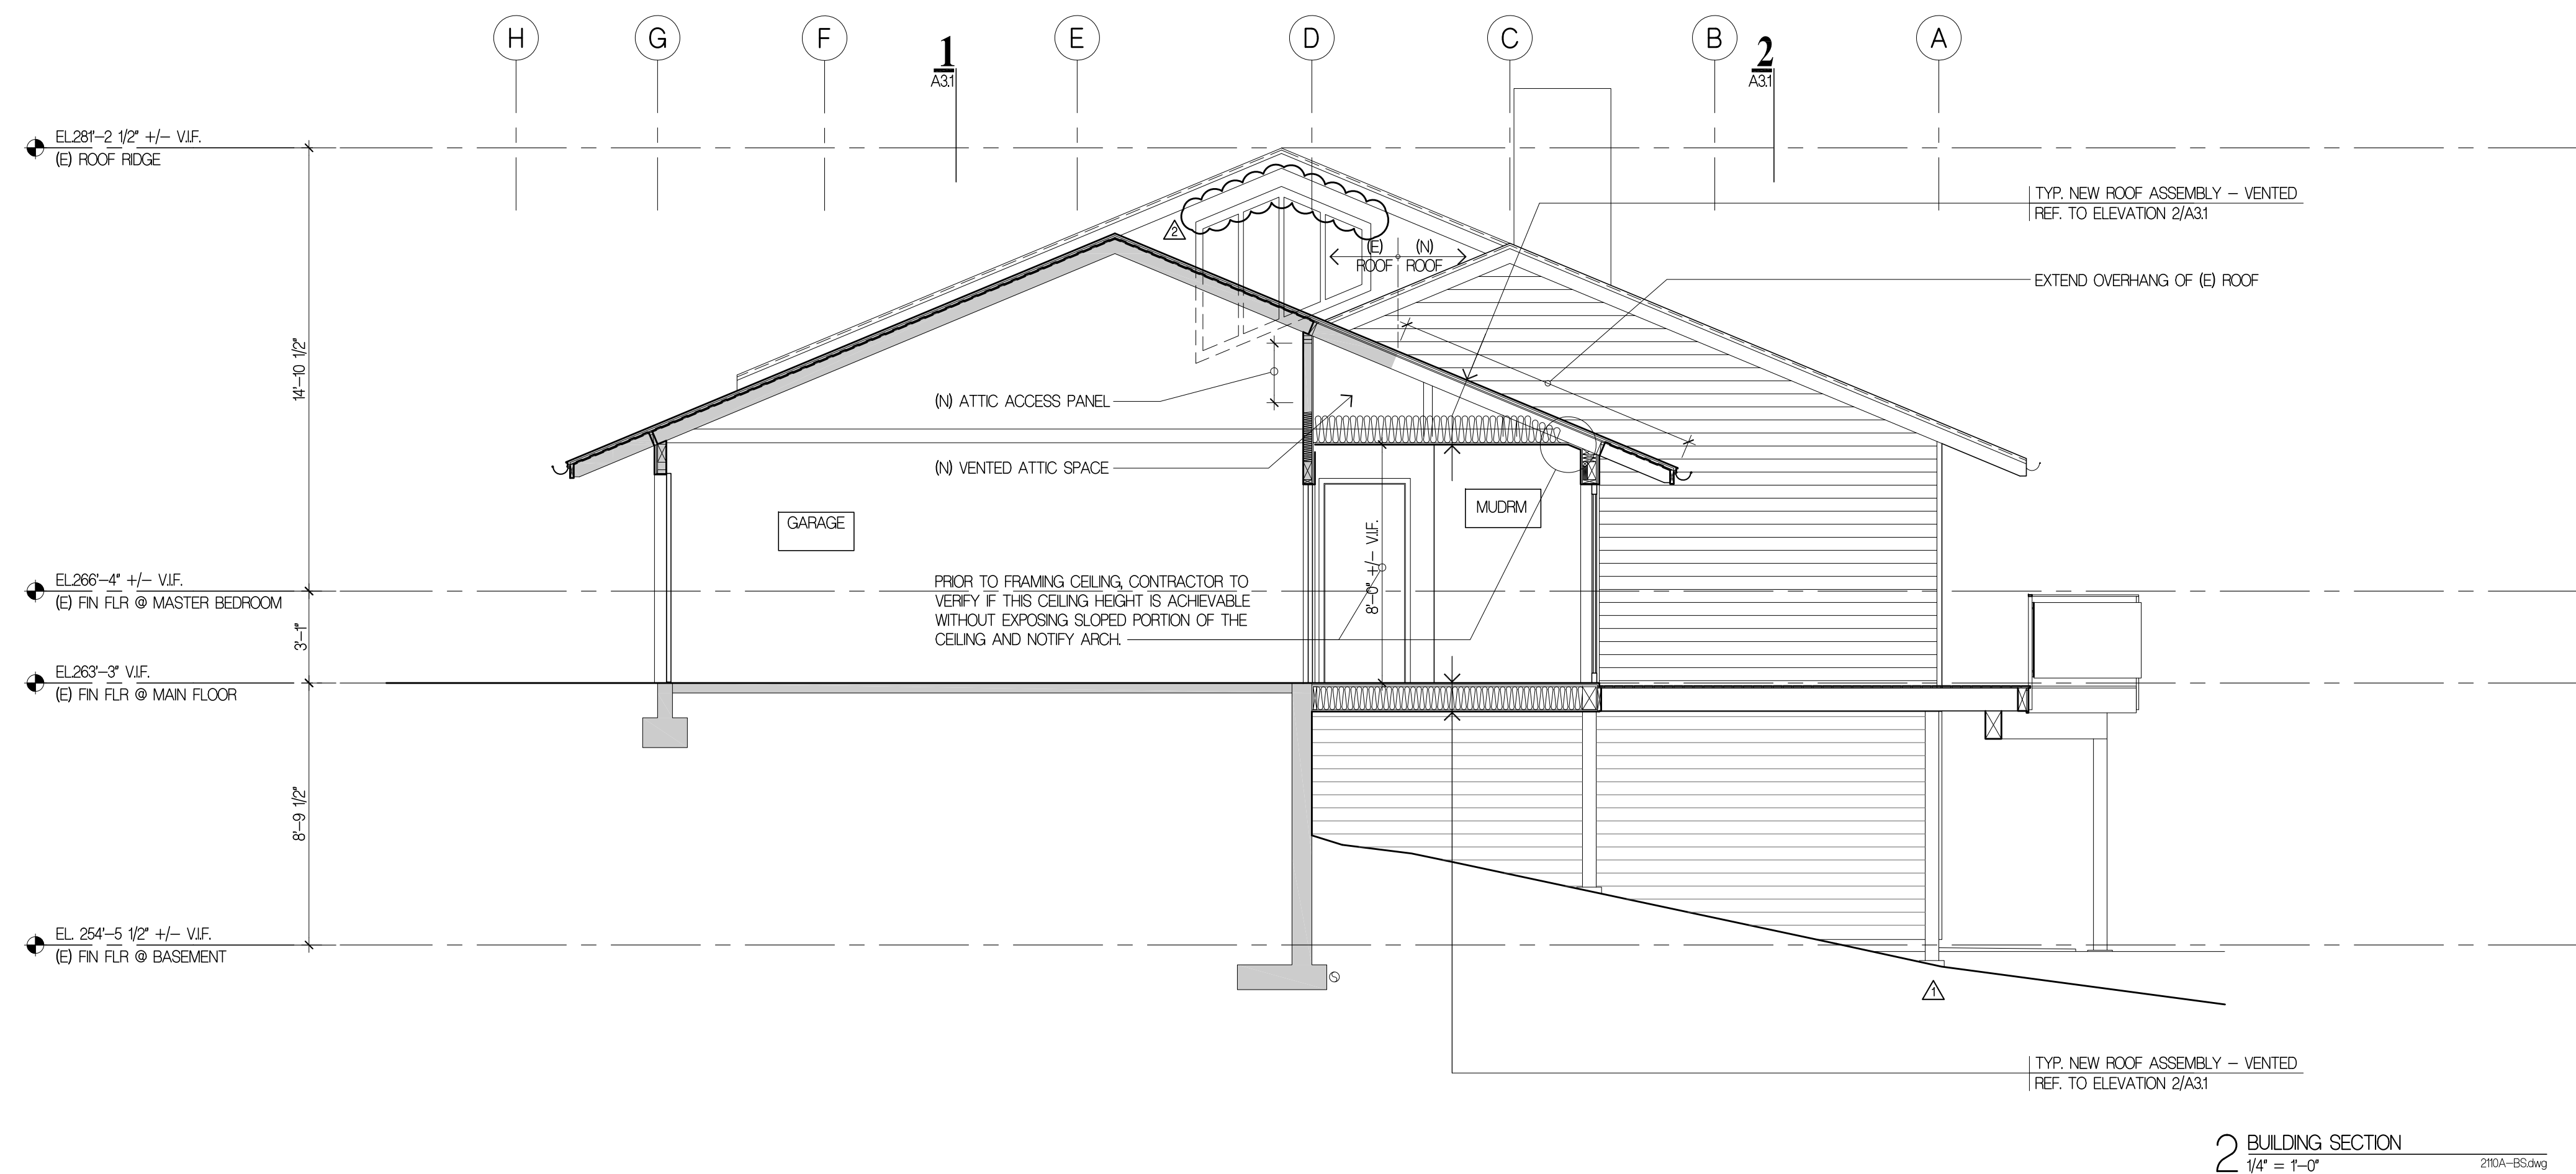 H G F E D C B A
1
A3.1
2
A3.1
EL.281'-2 1/2" +/- V.I.F.
(E) ROOF RIDGE
TYP. NEW ROOF ASSEMBLY - VENTED
REF. TO ELEVATION 2/A3.1
2
(E) (N)
ROOF ROOF
EXTEND OVERHANG OF (E) ROOF
14'-10 1/2"
(N) ATTIC ACCESS PANEL
(N) VENTED ATTIC SPACE
GARAGE
MUDRM
8'-0" +/- V.I.F.
PRIOR TO FRAMING CEILING, CONTRACTOR TO
VERIFY IF THIS CEILING HEIGHT IS ACHIEVABLE
WITHOUT EXPOSING SLOPED PORTION OF THE
CEILING AND NOTIFY ARCH.
EL.266'-4" +/- V.I.F.
(E) FIN FLR @ MASTER BEDROOM
3'-1"
EL.263'-3" V.I.F.
(E) FIN FLR @ MAIN FLOOR
8'-9 1/2"
EL. 254'-5 1/2" +/- V.I.F.
(E) FIN FLR @ BASEMENT
1
TYP. NEW ROOF ASSEMBLY - VENTED
REF. TO ELEVATION 2/A3.1
2 BUILDING SECTION
1/4" = 1'-0"
2110A-BS.dwg